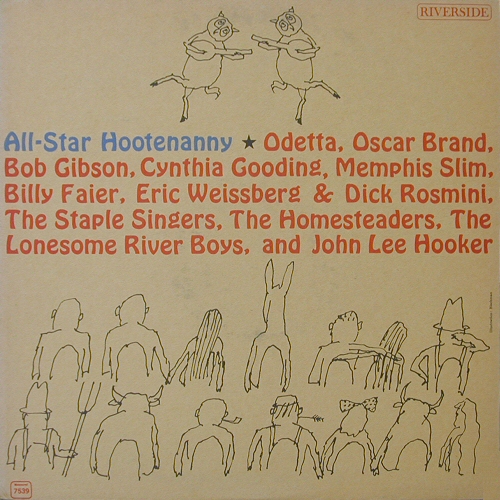 RIVERSIDE
All-Star Hootenanny ★ Odetta, Oscar Brand,
Bob Gibson, Cynthia Gooding, Memphis Slim,
Billy Faier, Eric Weissberg & Dick Rosmini,
The Staple Singers, The Homesteaders, The
Lonesome River Boys, and John Lee Hooker
7539